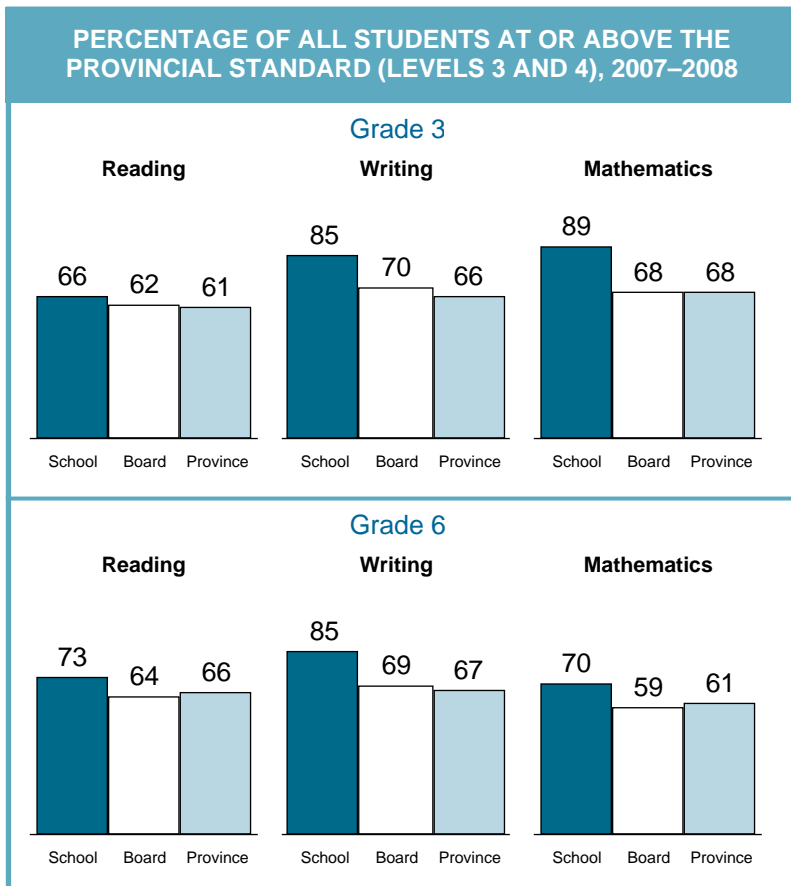 PERCENTAGE OF ALL STUDENTS AT OR ABOVE THE
PROVINCIAL STANDARD (LEVELS 3 AND 4), 2007–2008
Grade 3
Reading
66 62 61
School Board Province
Writing
85 70 66
School Board Province
Mathematics
89 68 68
School Board Province
Grade 6
Reading
73 64 66
School Board Province
Writing
85 69 67
School Board Province
Mathematics
70 59 61
School Board Province